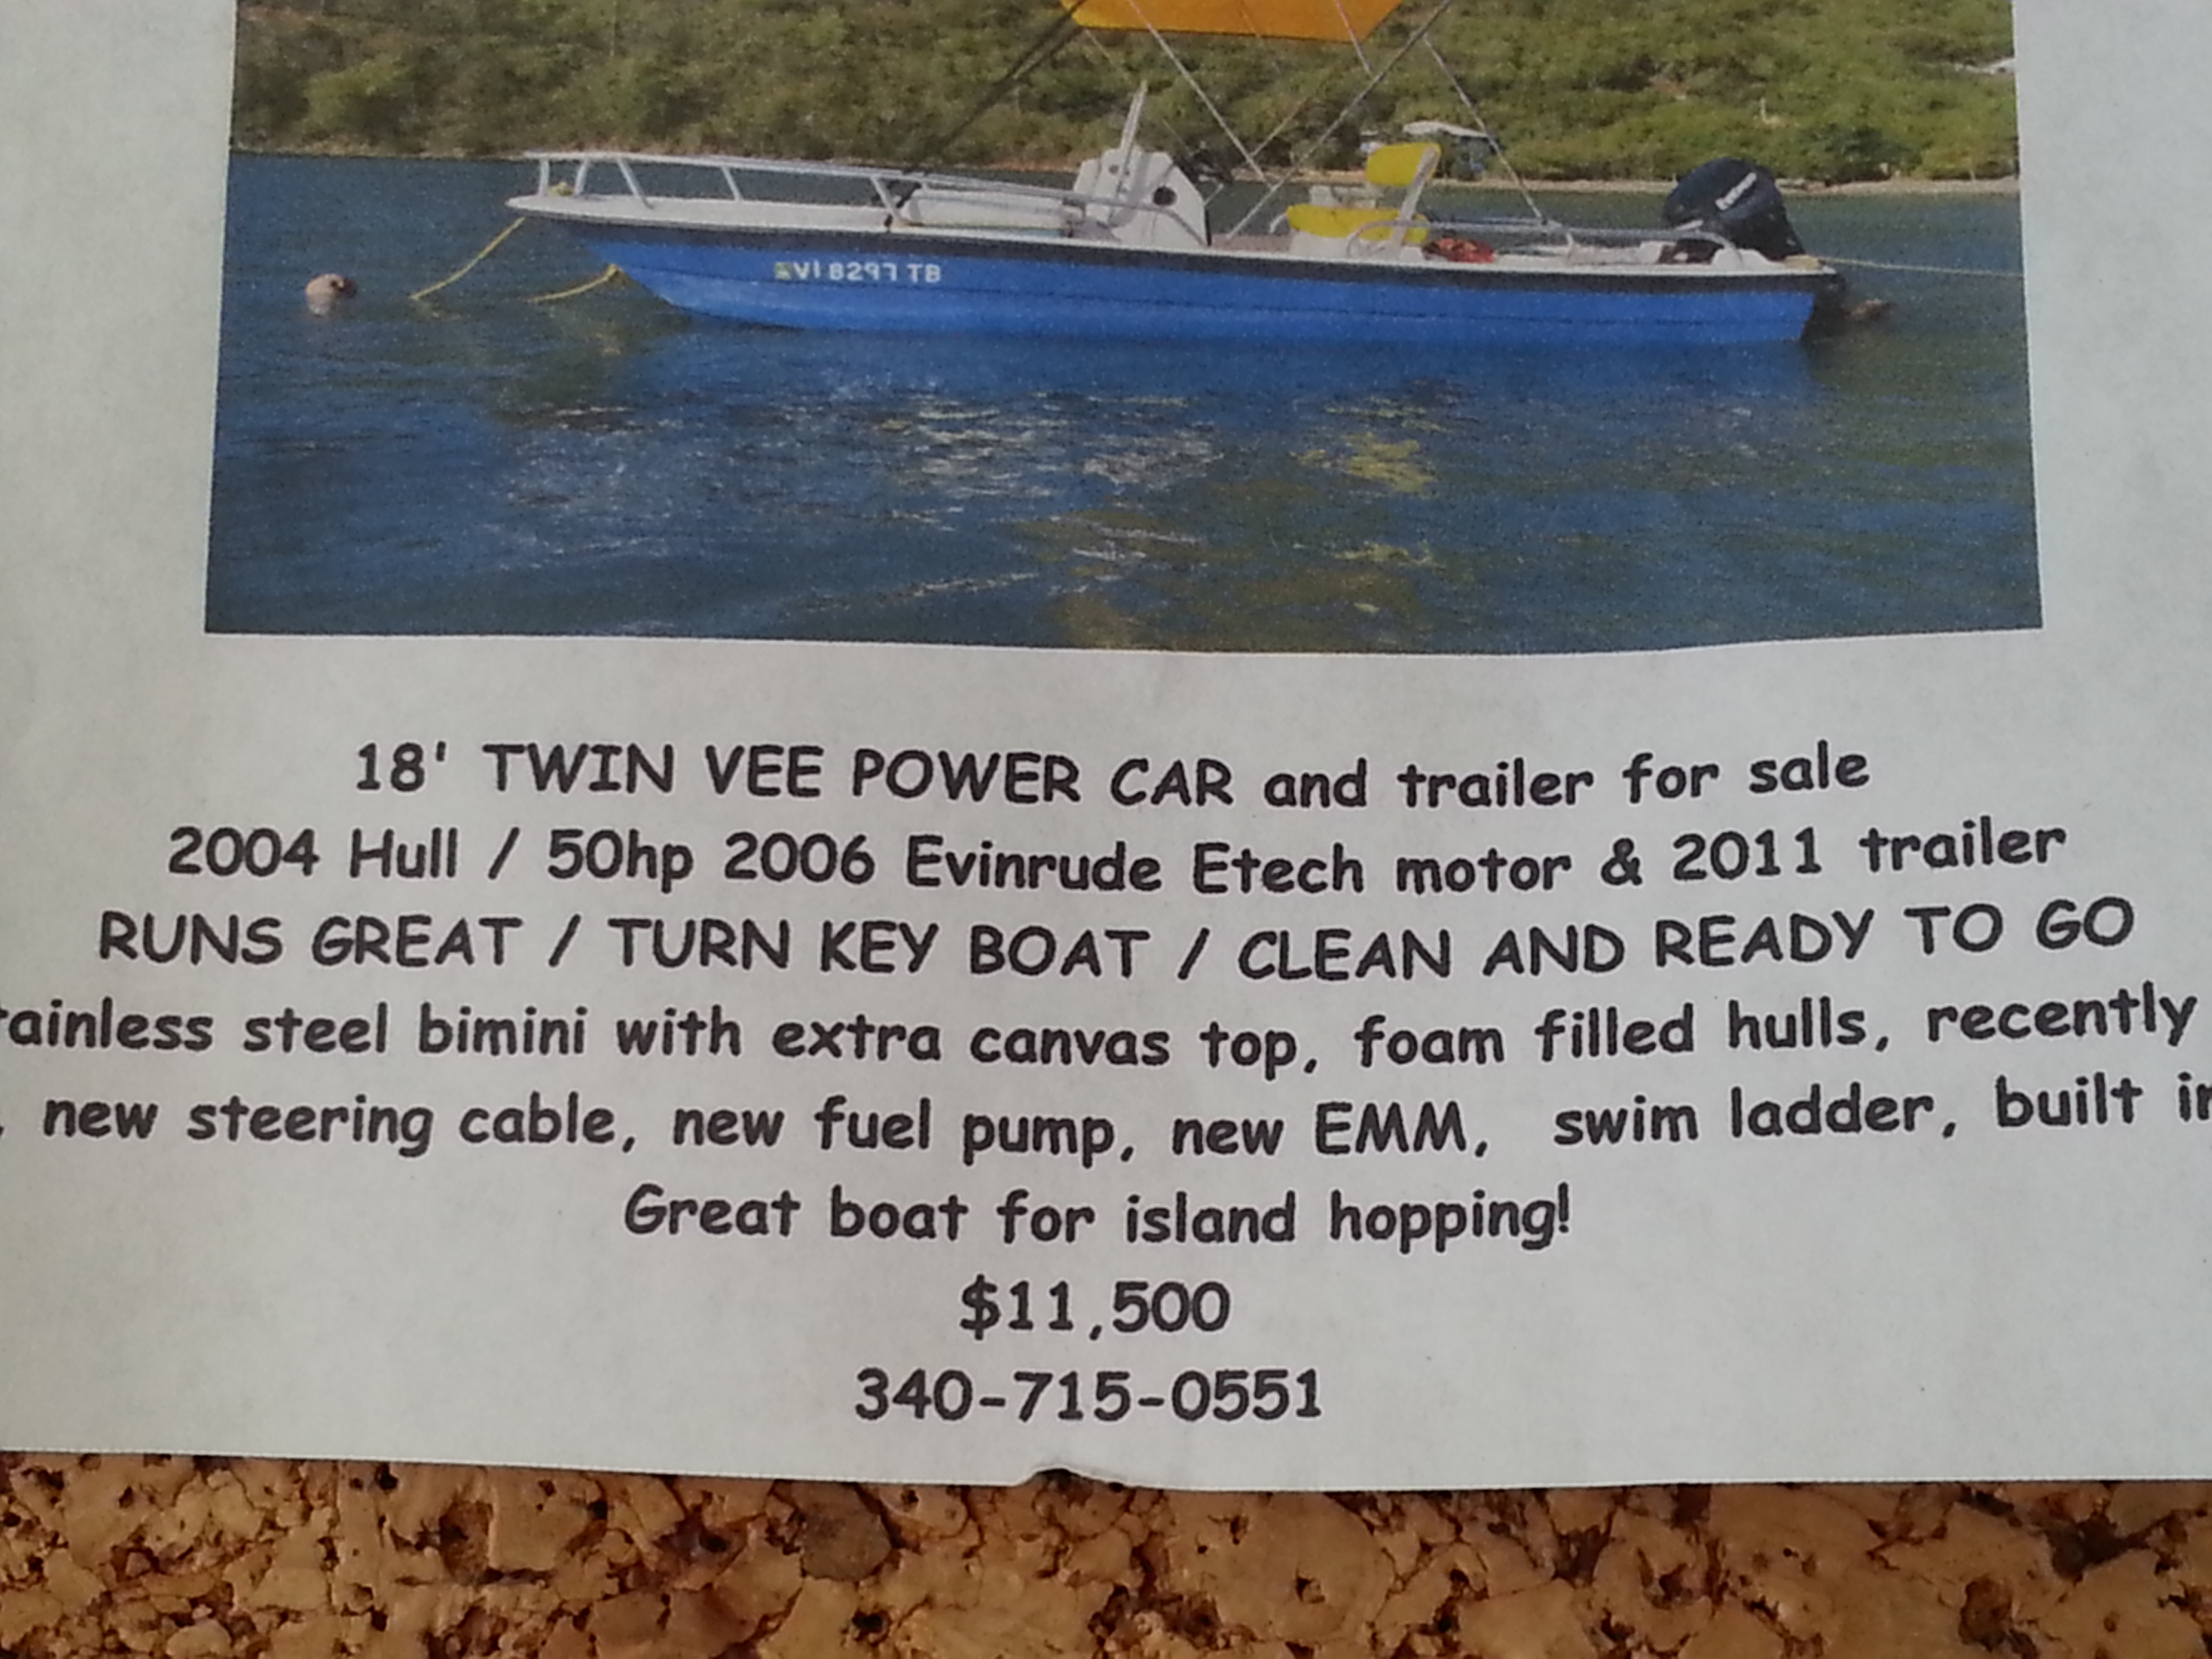 Evinrude
VI 8297 TB
18' TWIN VEE POWER CAR and trailer for sale
2004 Hull / 50hp 2006 Evinrude Etech motor & 2011 trailer
RUNS GREAT / TURN KEY BOAT / CLEAN AND READY TO GO
tainless steel bimini with extra canvas top, foam filled hulls, recently
, new steering cable, new fuel pump, new EMM, swim ladder, built in
Great boat for island hopping!
$11,500
340-715-0551